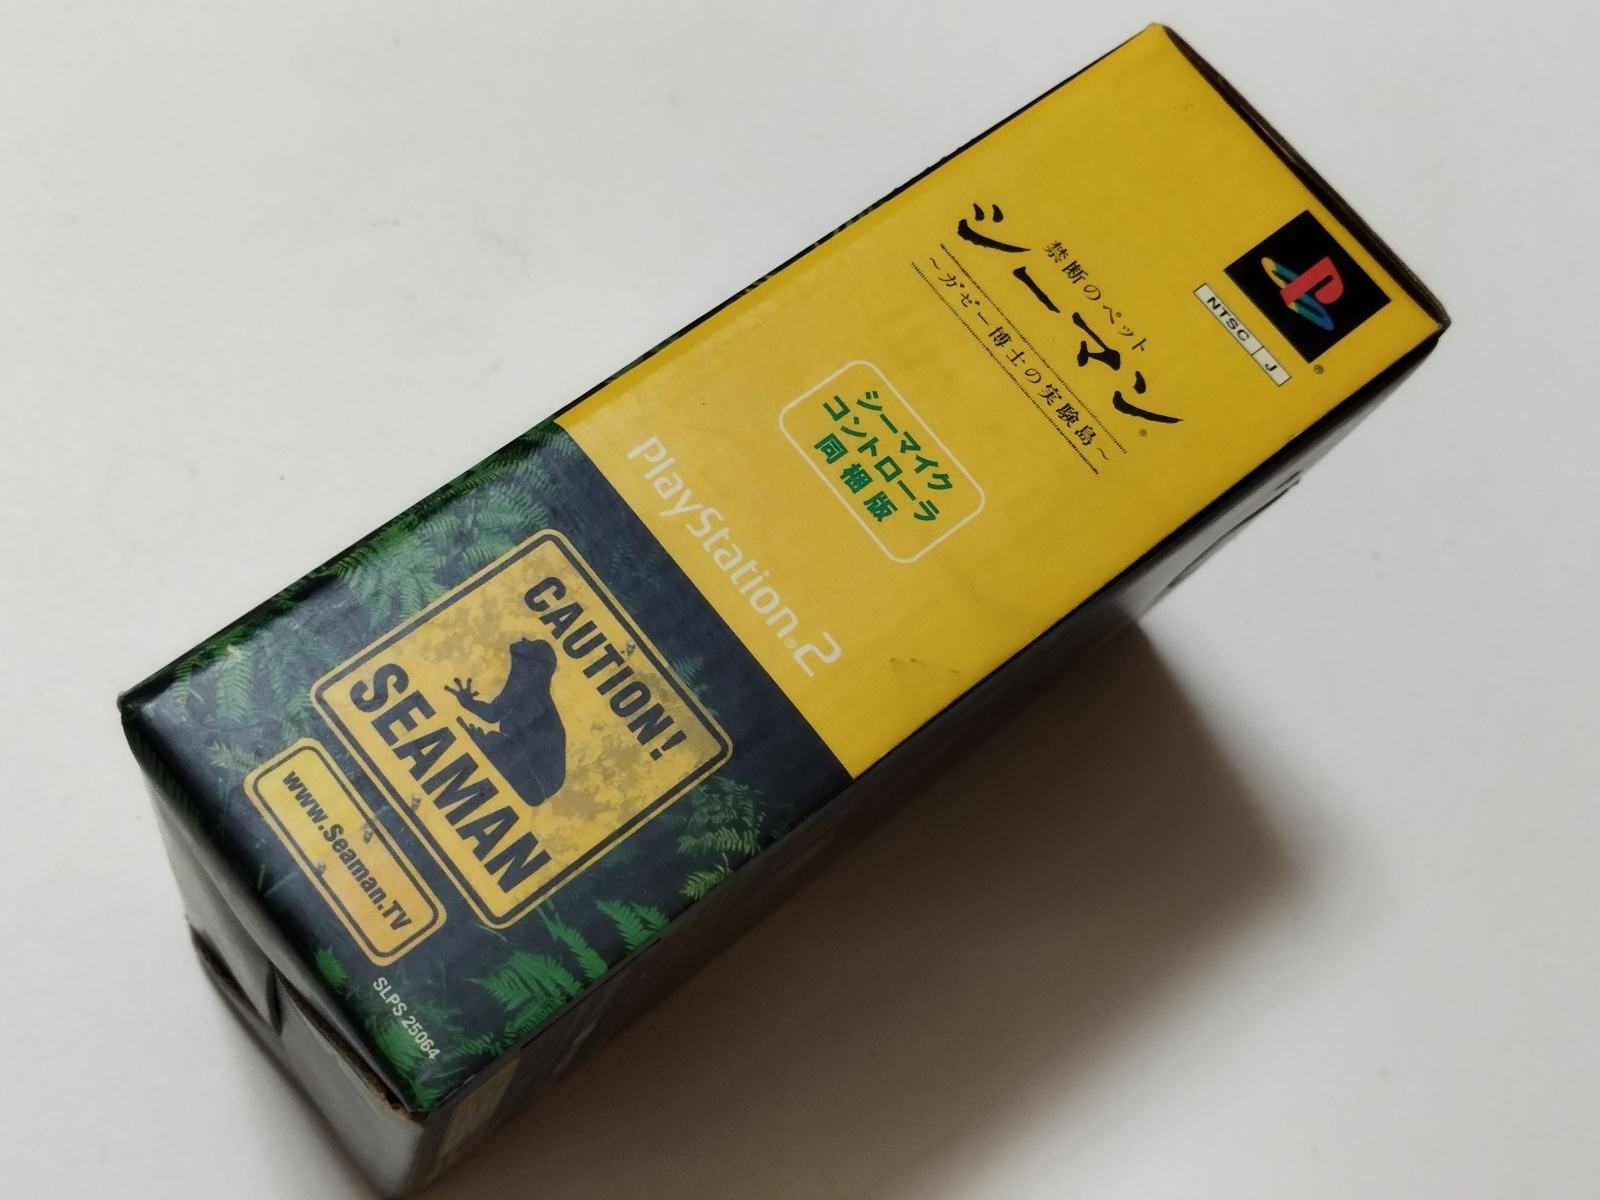 NTSC J
®
禁断のペット
シーマン®
～ガゼー博士の実験島～
シーマイク
コントローラ
同梱版
PlayStation®2
CAUTION!
SEAMAN
www.Seaman.TV
SLPS 25064